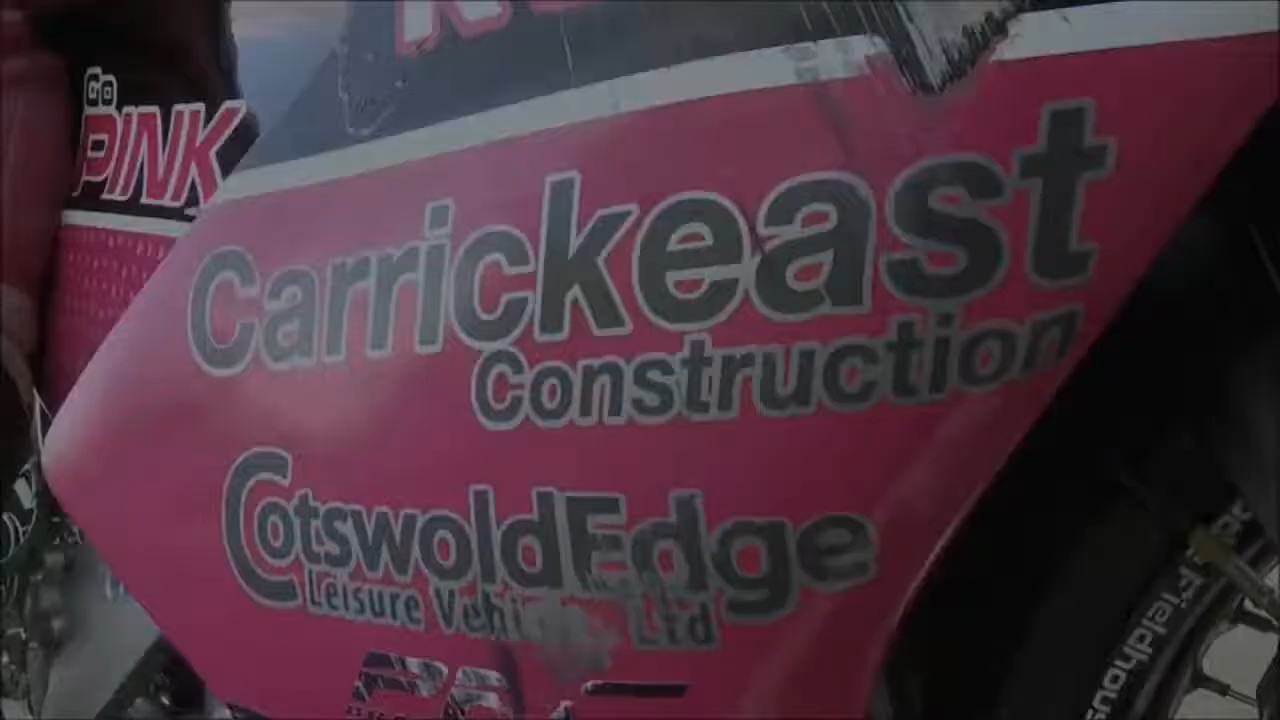 GO
PINK
Carrickeast
Construction
CotswoldEdge
Leisure Ltd